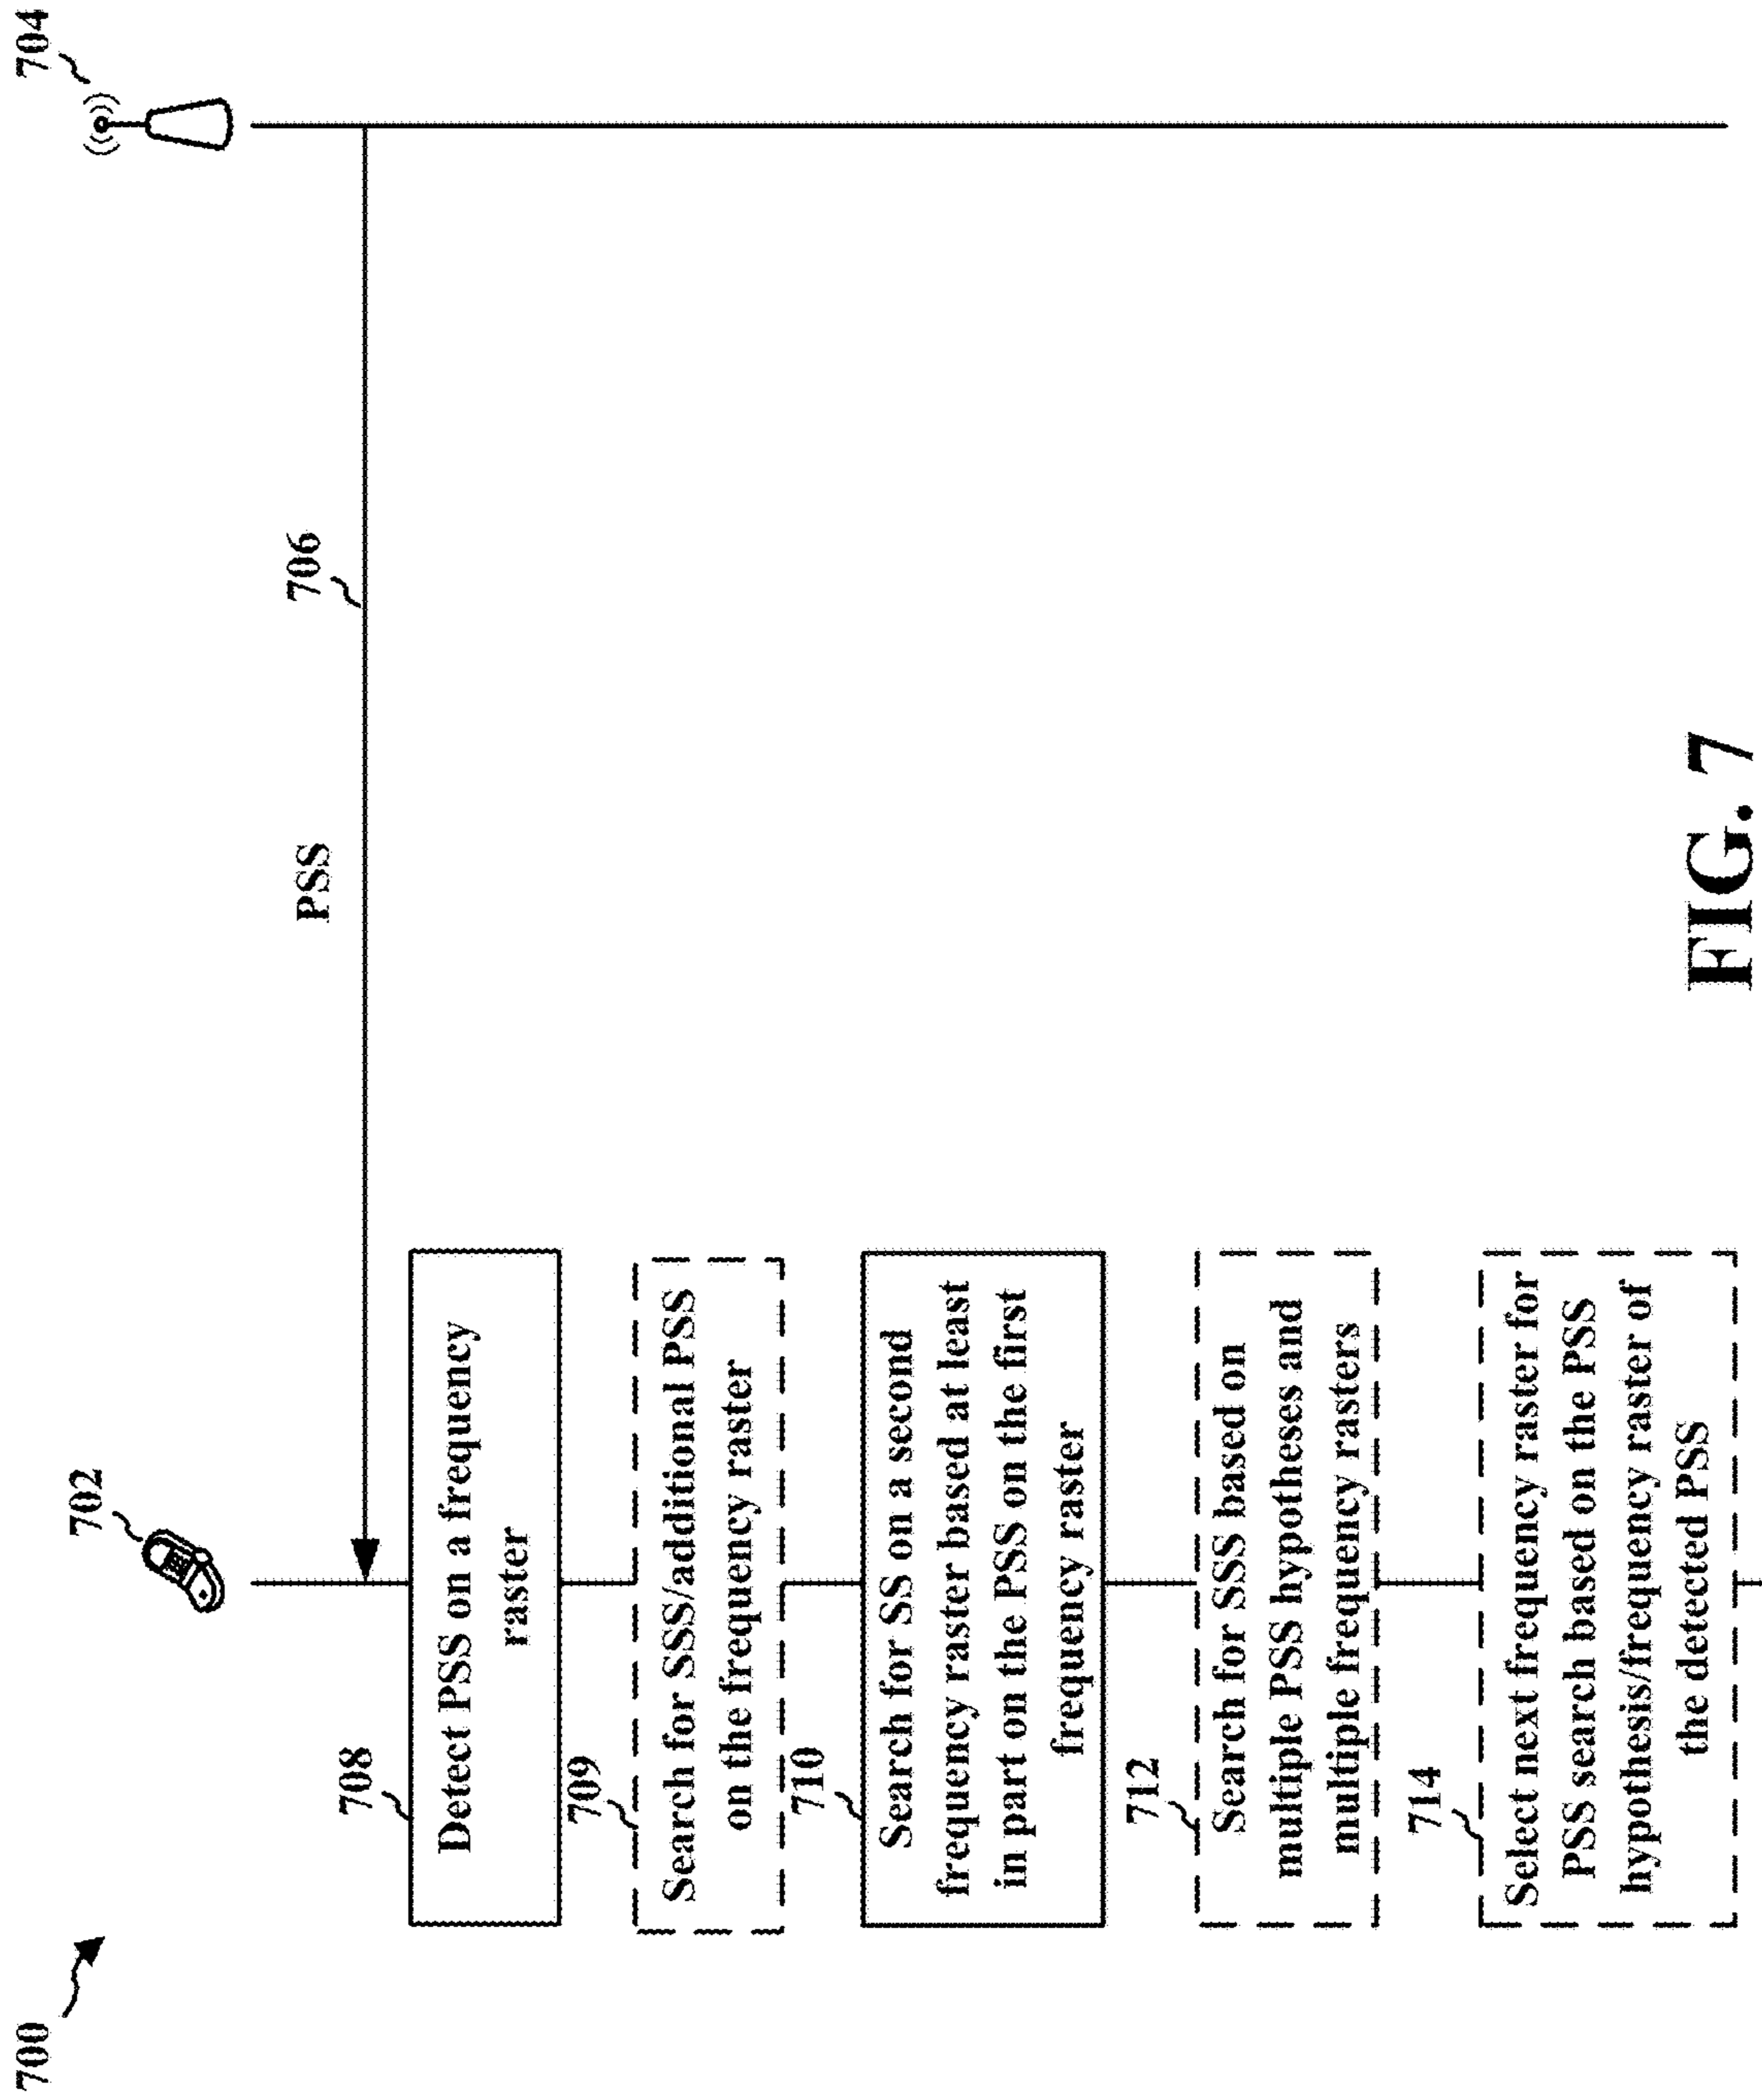 700
702
704
PSS
706
708
Detect PSS on a frequency
raster
709
Search for SSS/additional PSS
on the frequency raster
710
Search for SS on a second
frequency raster based at least
in part on the PSS on the first
frequency raster
712
Search for SSS based on
multiple PSS hypotheses and
multiple frequency rasters
714
Select next frequency raster for
PSS search based on the PSS
hypothesis/frequency raster of
the detected PSS
FIG. 7